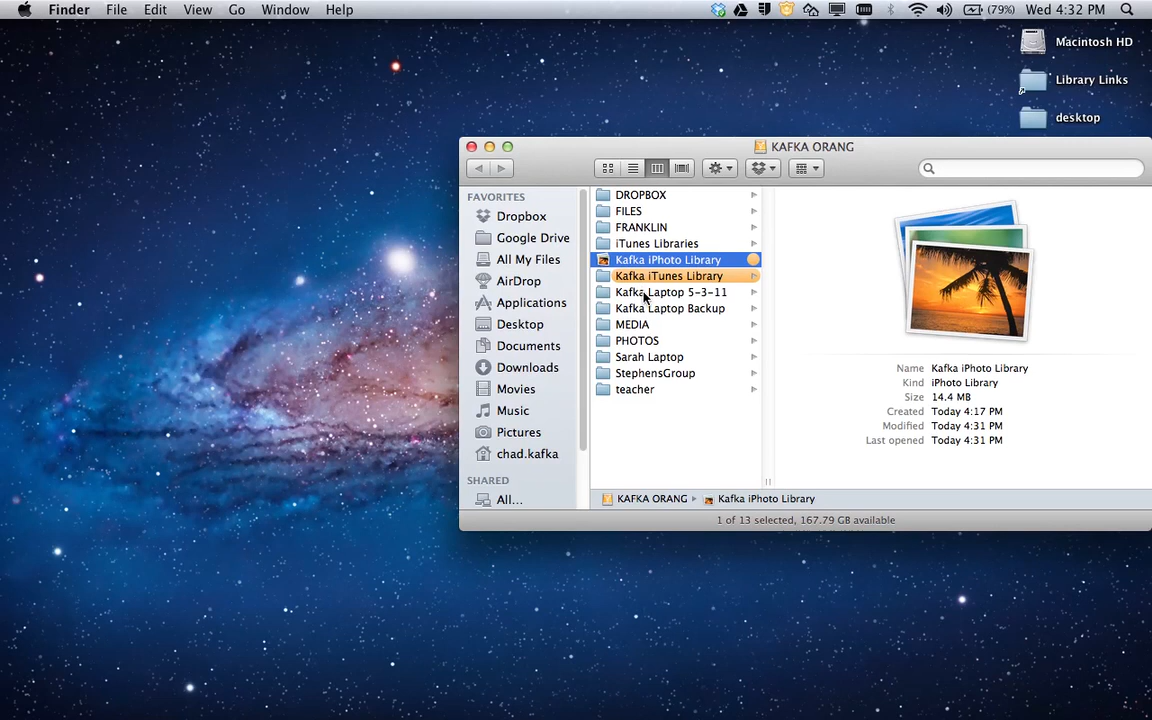 Finder File Edit View Go Window Help (79%) Wed 4:32 PM
Macintosh HD
Library Links
desktop
KAFKA ORANG
FAVORITES
Dropbox
Google Drive
All My Files
AirDrop
Applications
Desktop
Documents
Downloads
Movies
Music
Pictures
chad.kafka
SHARED
All...
DROPBOX
FILES
FRANKLIN
iTunes Libraries
Kafka iPhoto Library
Kafka iTunes Library
Kafka Laptop 5-3-11
Kafka Laptop Backup
MEDIA
PHOTOS
Sarah Laptop
StephensGroup
teacher
Name Kafka iPhoto Library
Kind iPhoto Library
Size 14.4 MB
Created Today 4:17 PM
Modified Today 4:31 PM
Last opened Today 4:31 PM
KAFKA ORANG Kafka iPhoto Library
1 of 13 selected, 167.79 GB available